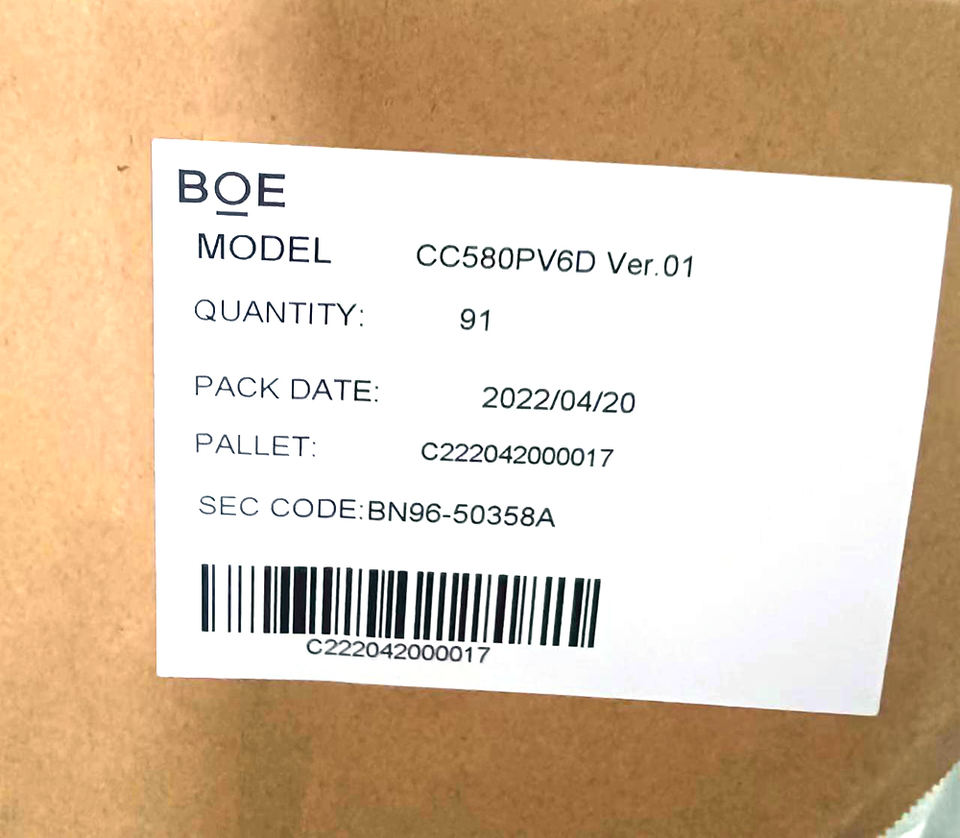 BOE
MODEL CC580PV6D Ver.01
QUANTITY: 91
PACK DATE: 2022/04/20
PALLET: C222042000017
SEC CODE:BN96-50358A
C222042000017